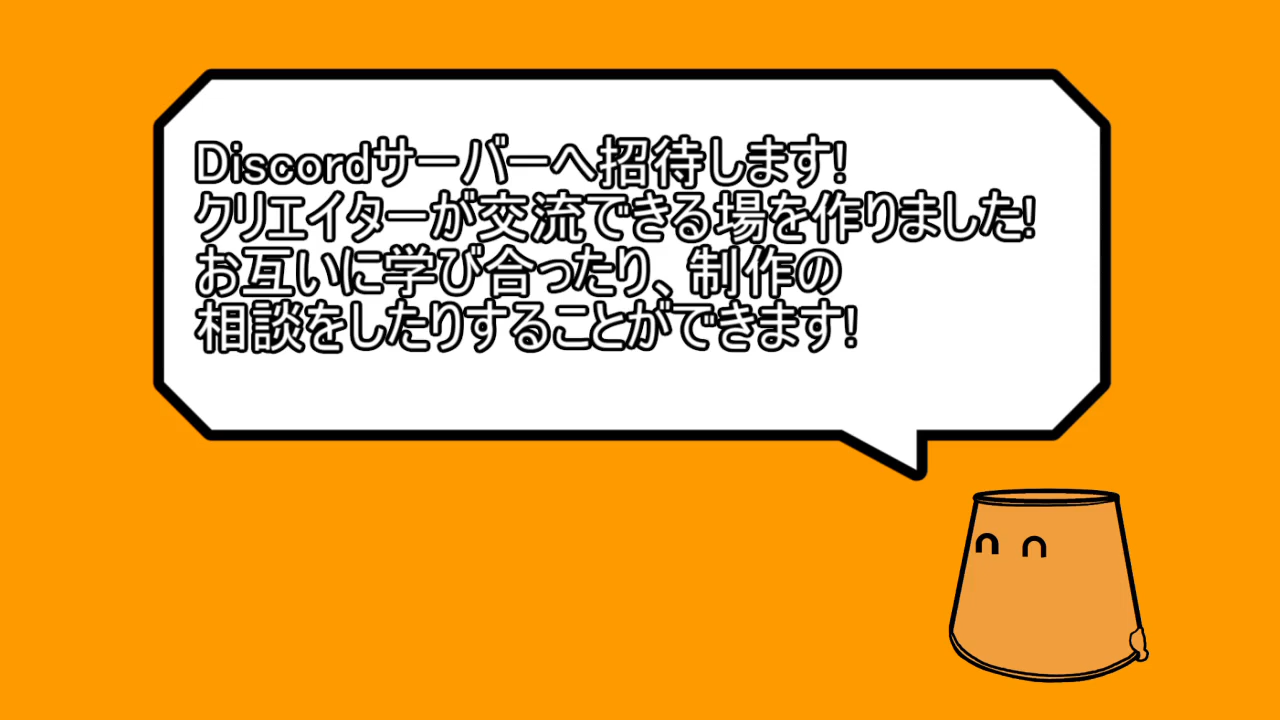 Discordサーバーへ招待します!
クリエイターが交流できる場を作りました!
お互いに学び合ったり、制作の
相談をしたりすることができます!